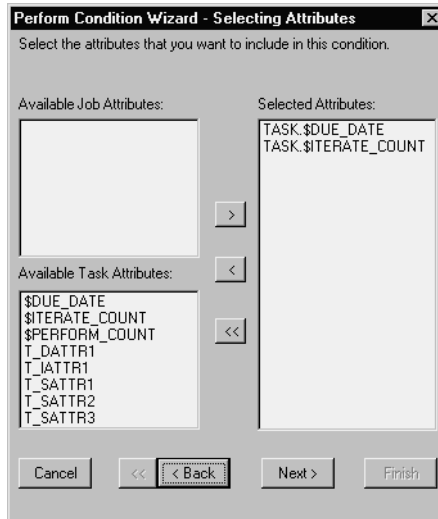 Perform Condition Wizard - Selecting Attributes
Select the attributes that you want to include in this condition.
Available Job Attributes:
Selected Attributes:
TASK.$DUE_DATE
TASK.$ITERATE_COUNT
>
<
<<
Available Task Attributes:
$DUE_DATE
$ITERATE_COUNT
$PERFORM_COUNT
T_DATTR1
T_IATTR1
T_SATTR1
T_SATTR2
T_SATTR3
Cancel << < Back Next > Finish